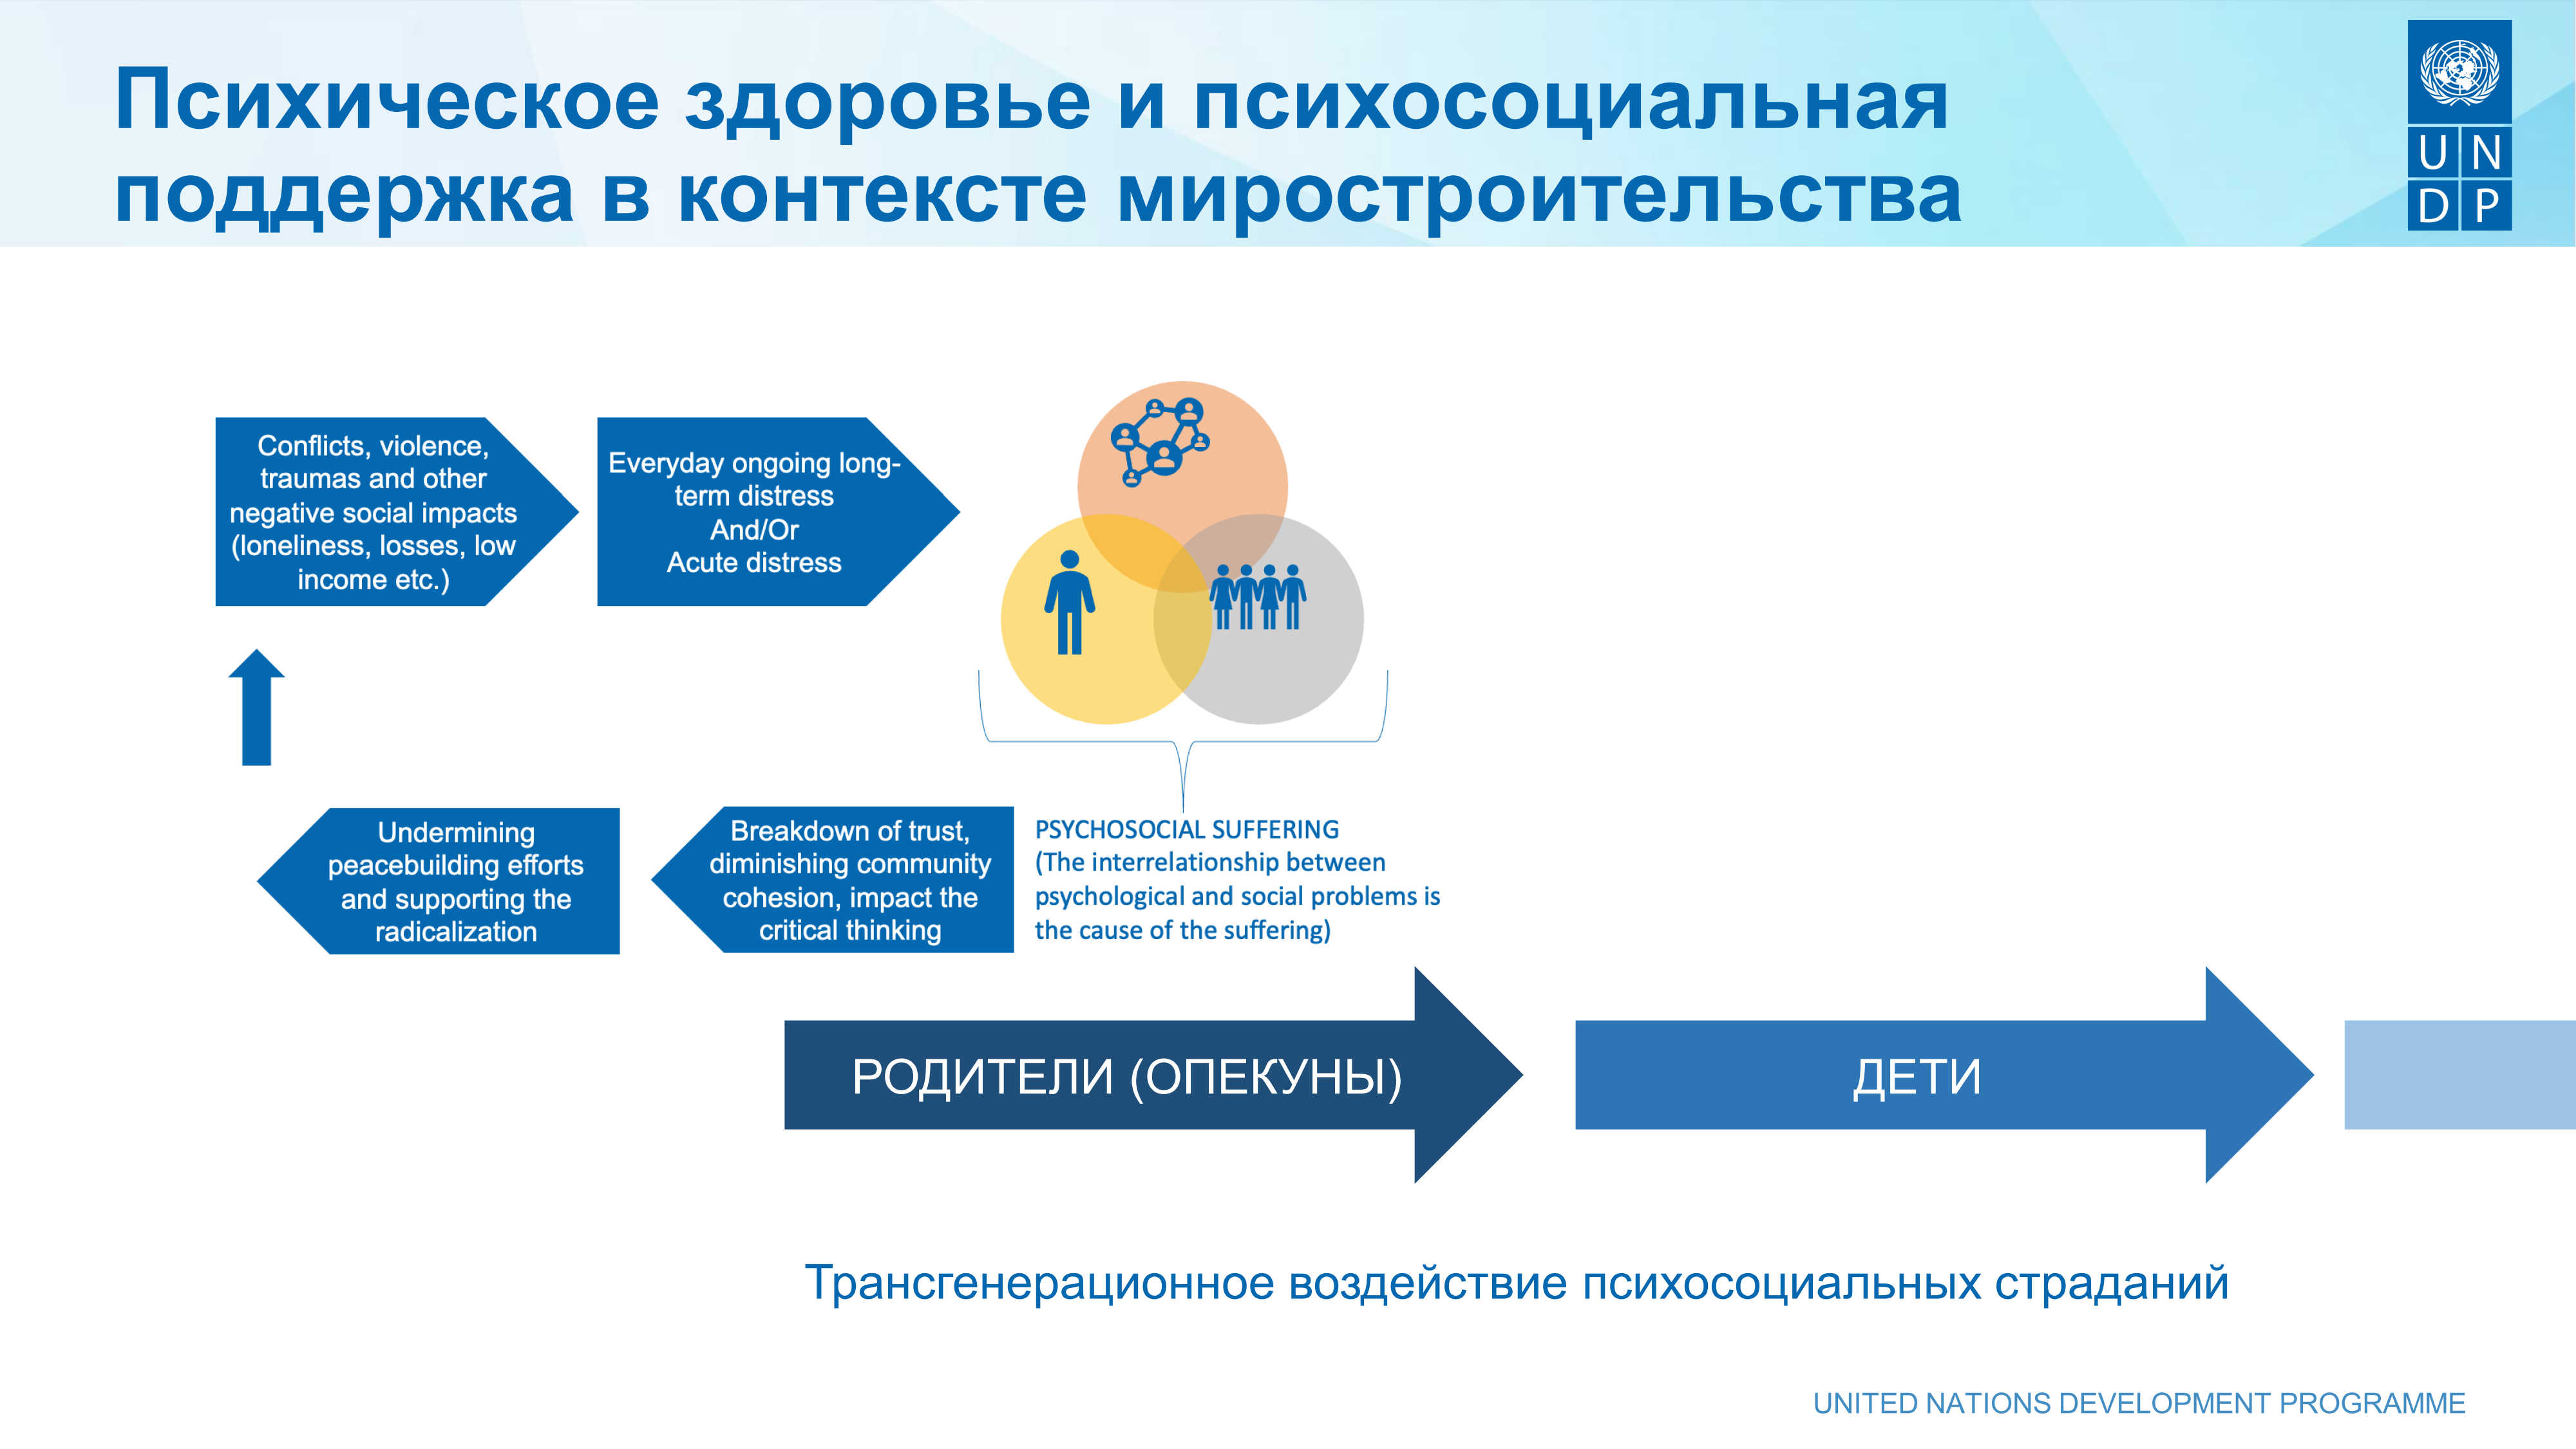 Психическое здоровье и психосоциальная
поддержка в контексте миростроительства
UN
DP
Conflicts, violence,
traumas and other
negative social impacts
(loneliness, losses, low
income etc.)
Everyday ongoing long-
term distress
And/Or
Acute distress
Undermining
peacebuilding efforts
and supporting the
radicalization
Breakdown of trust,
diminishing community
cohesion, impact the
critical thinking
PSYCHOSOCIAL SUFFERING
(The interrelationship between
psychological and social problems is
the cause of the suffering)
РОДИТЕЛИ (ОПЕКУНЫ)
ДЕТИ
Трансгенерационное воздействие психосоциальных страданий
UNITED NATIONS DEVELOPMENT PROGRAMME